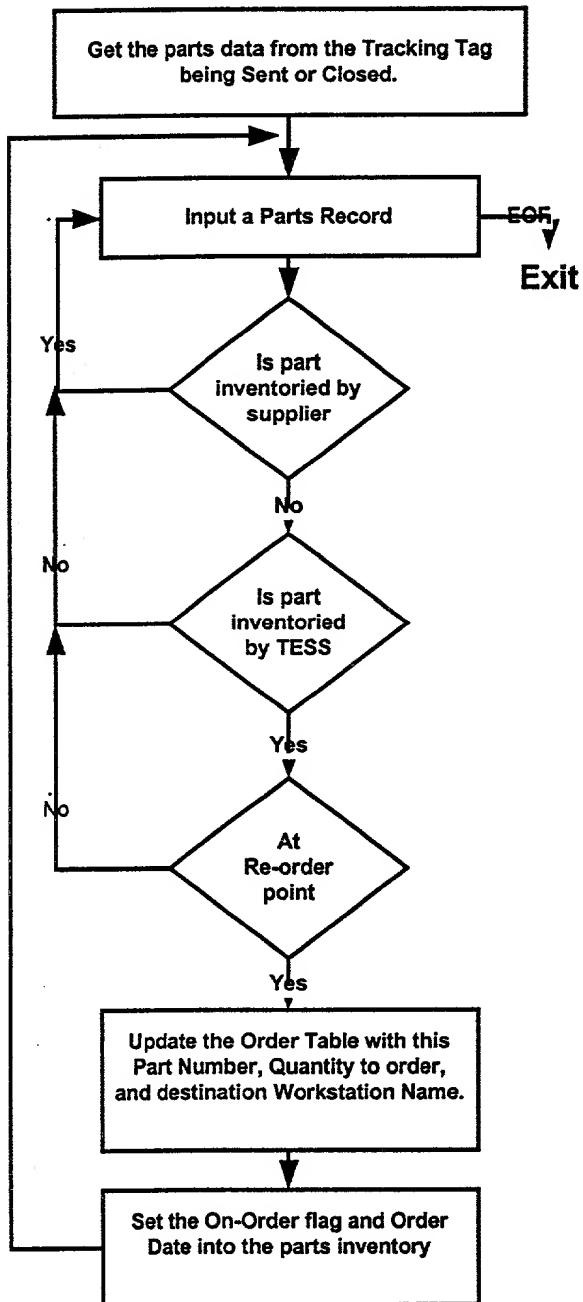 Get the parts data from the Tracking Tag
being Sent or Closed.
Input a Parts Record
EOF
Exit
Yes
Is part
inventoried by
supplier
No
No
Is part
inventoried
by TESS
Yes
No
At
Re-order
point
Yes
Update the Order Table with this
Part Number, Quantity to order,
and destination Workstation Name.
Set the On-Order flag and Order
Date into the parts inventory